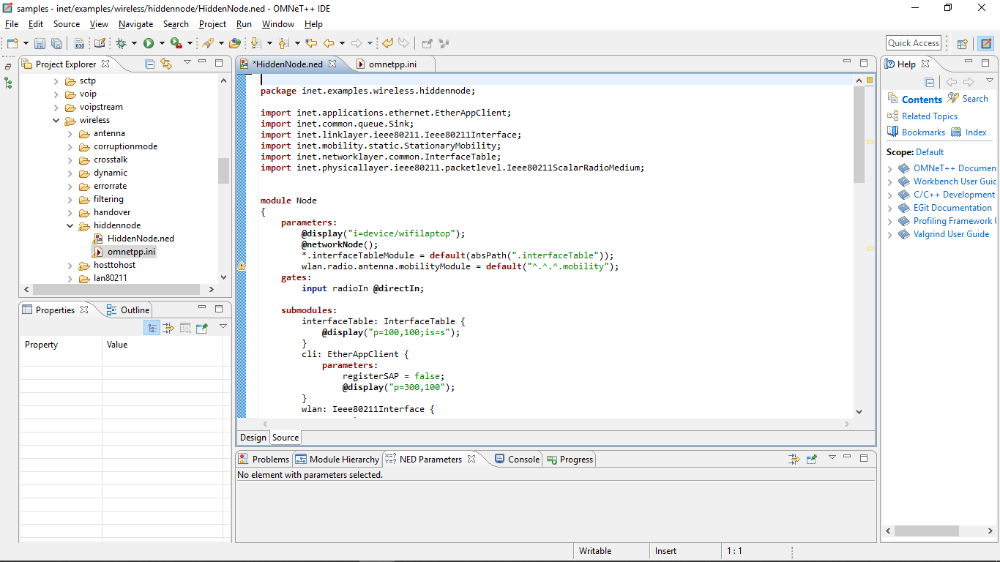 samples - inet/examples/wireless/hiddennode/HiddenNode.ned - OMNeT++ IDE
File Edit Source View Navigate Search Project Run Window Help
Quick Access
Project Explorer
sctp
voip
voipstream
wireless
antenna
corruptionmode
crosstalk
dynamic
errorrate
filtering
handover
hiddennode
HiddenNode.ned
omnetpp.ini
hosttohost
lan80211
Properties Outline
Property Value
*HiddenNode.ned omnetpp.ini
package inet.examples.wireless.hiddennode;
import inet.applications.ethernet.EtherAppClient;
import inet.common.queue.Sink;
import inet.linklayer.ieee80211.Ieee80211Interface;
import inet.mobility.static.StationaryMobility;
import inet.networklayer.common.InterfaceTable;
import inet.physicallayer.ieee80211.packetlevel.Ieee80211ScalarRadioMedium;
module Node
{
parameters:
@display("i=device/wifilaptop");
@networkNode();
*.interfaceTableModule = default(absPath(".interfaceTable"));
wlan.radio.antenna.mobilityModule = default("^.^.^.mobility");
gates:
input radioIn @directIn;
submodules:
interfaceTable: InterfaceTable {
@display("p=100,100;is=s");
}
cli: EtherAppClient {
parameters:
registerSAP = false;
@display("p=300,100");
}
wlan: Ieee80211Interface {
Design Source
Problems Module Hierarchy NED Parameters Console Progress
No element with parameters selected.
Help
Contents Search
Related Topics
Bookmarks Index
Scope: Default
OMNeT++ Documen
Workbench User Guid
C/C++ Development
EGit Documentation
Profiling Framework U
Valgrind User Guide
Writable Insert 1 : 1